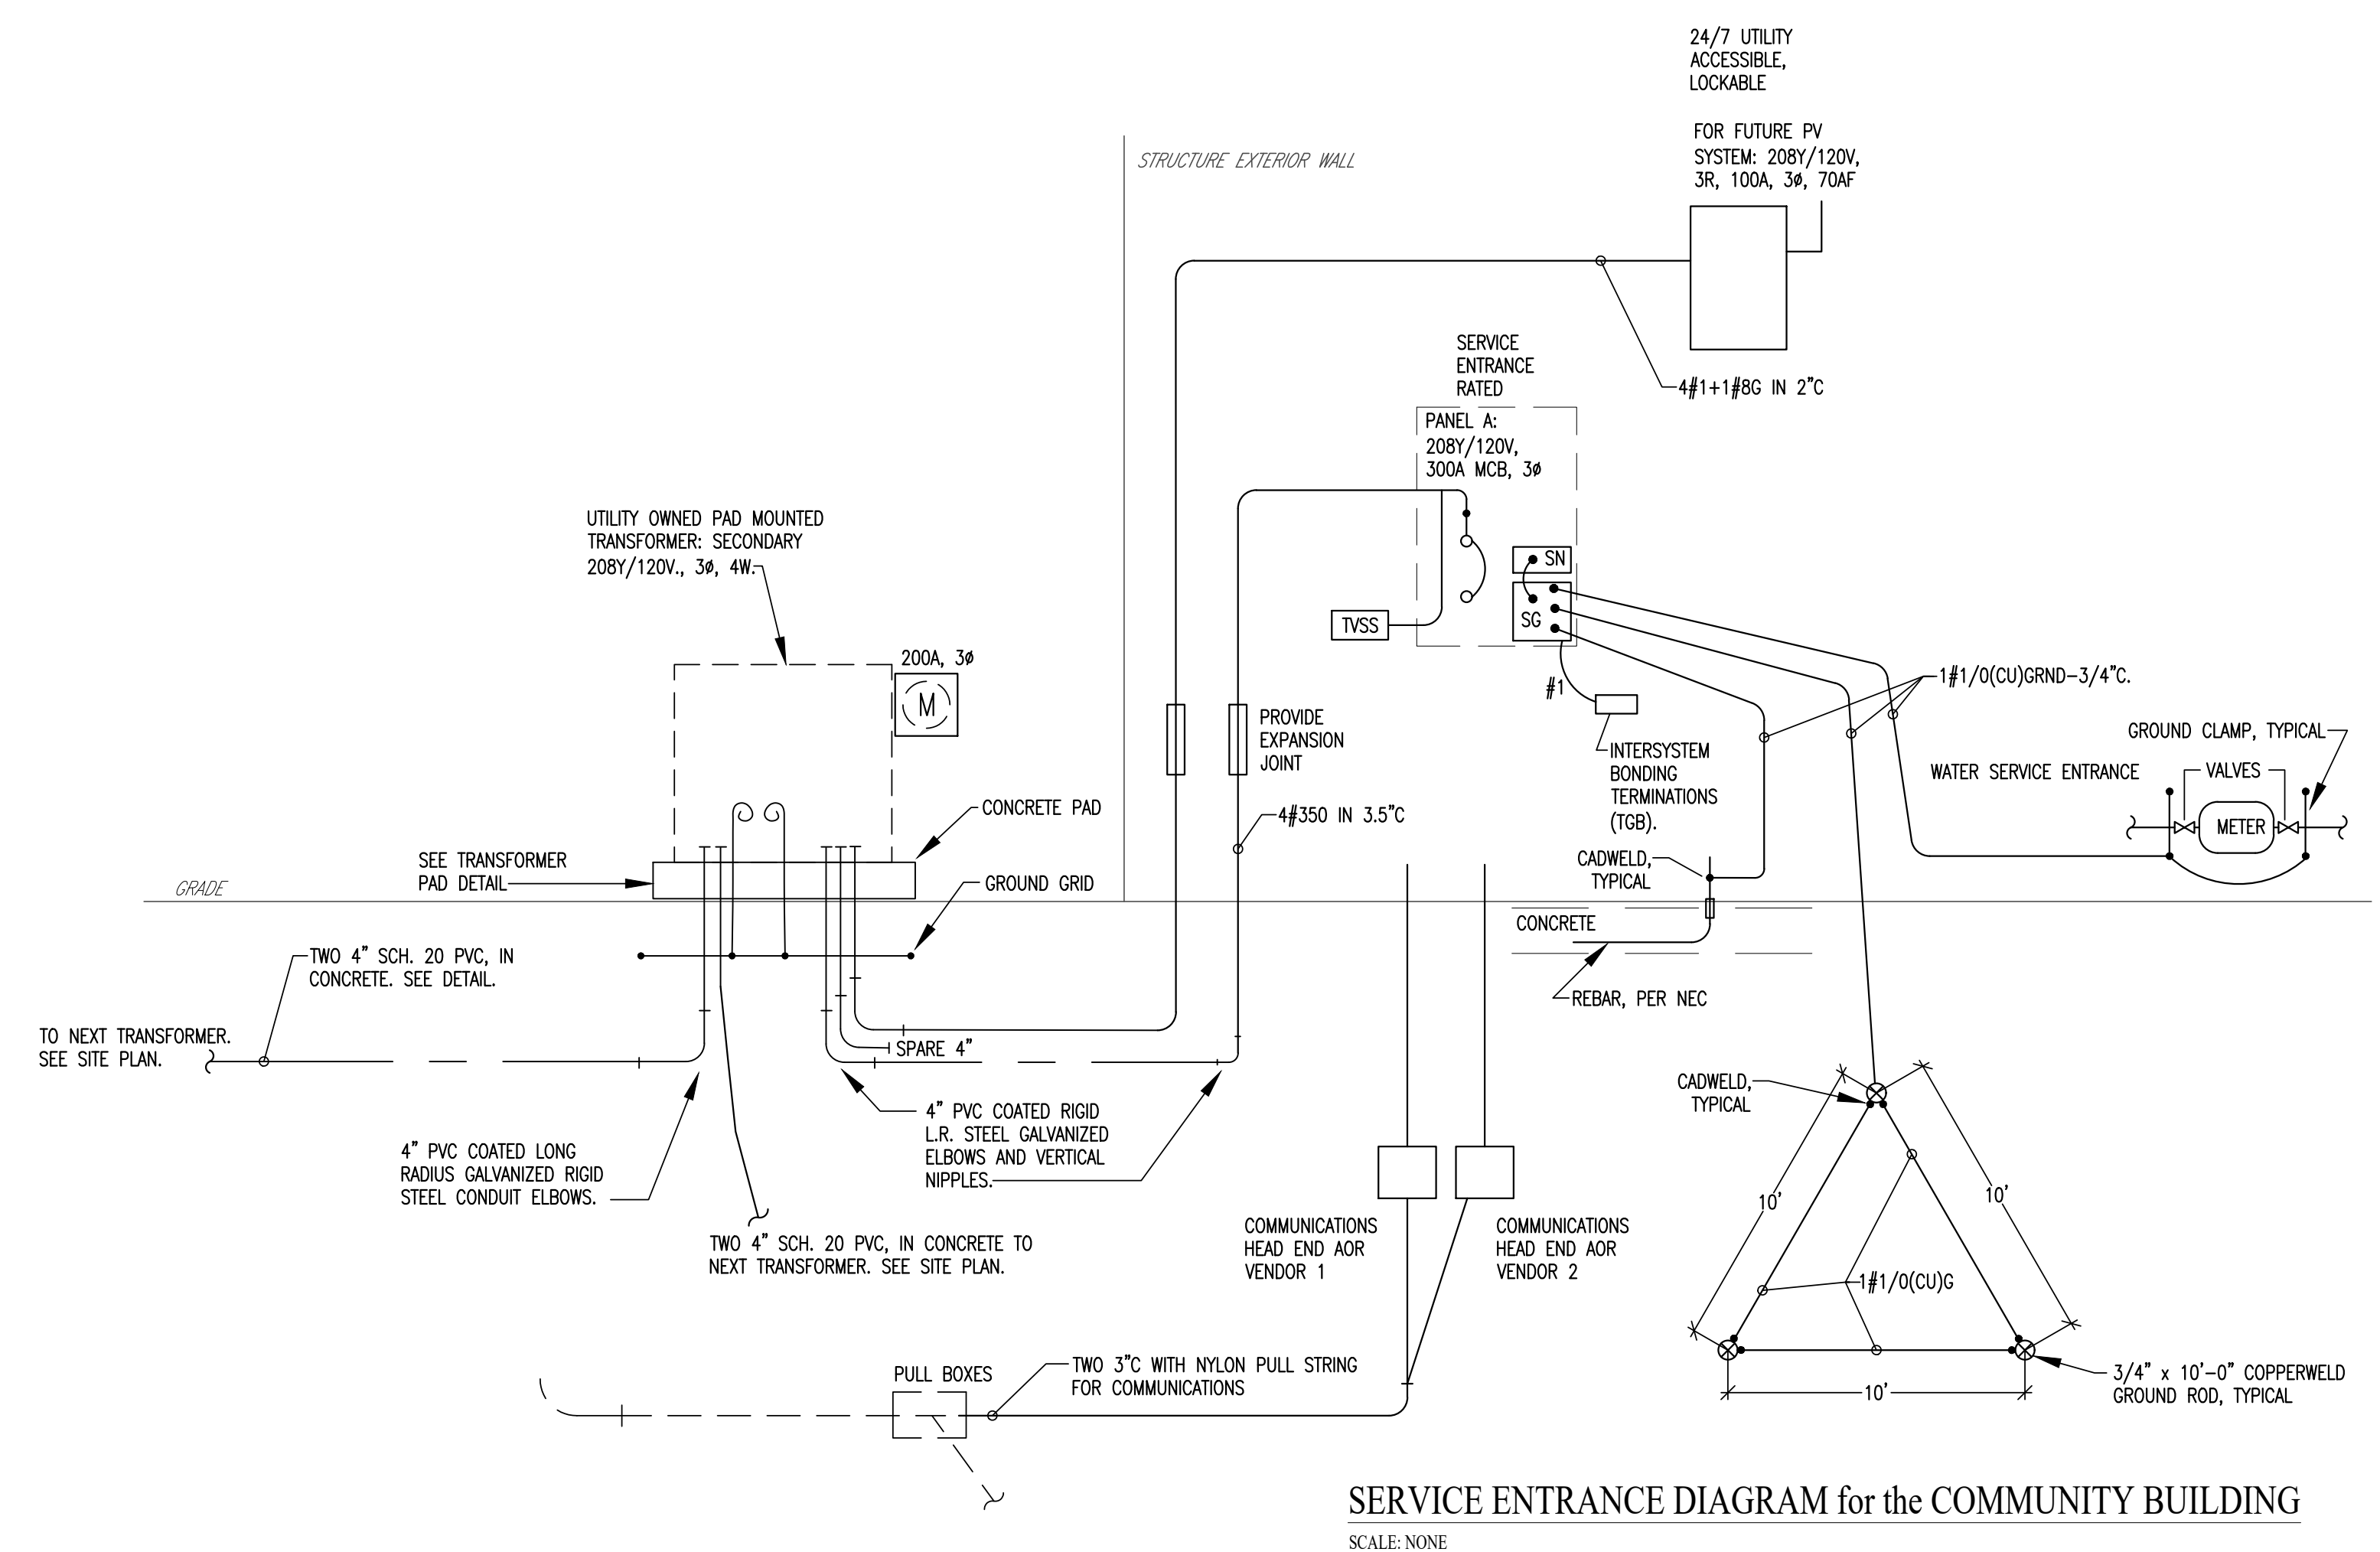 24/7 UTILITY
ACCESSIBLE,
LOCKABLE
FOR FUTURE PV
SYSTEM: 208Y/120V,
3R, 100A, 3ø, 70AF
STRUCTURE EXTERIOR WALL
4#1+1#8G IN 2"C
SERVICE
ENTRANCE
RATED
PANEL A:
208Y/120V,
300A MCB, 3ø
UTILITY OWNED PAD MOUNTED
TRANSFORMER: SECONDARY
208Y/120V., 3ø, 4W.
200A, 3ø
M
SN
SG
TVSS
#1
PROVIDE
EXPANSION
JOINT
INTERSYSTEM
BONDING
TERMINATIONS
(TGB).
1#1/0(CU)GRND-3/4"C.
GROUND CLAMP, TYPICAL
WATER SERVICE ENTRANCE
VALVES
METER
CONCRETE PAD
4#350 IN 3.5"C
SEE TRANSFORMER
PAD DETAIL
GROUND GRID
GRADE
CADWELD,
TYPICAL
CONCRETE
REBAR, PER NEC
TWO 4" SCH. 20 PVC, IN
CONCRETE. SEE DETAIL.
TO NEXT TRANSFORMER.
SEE SITE PLAN.
SPARE 4"
4" PVC COATED RIGID
L.R. STEEL GALVANIZED
ELBOWS AND VERTICAL
NIPPLES.
4" PVC COATED LONG
RADIUS GALVANIZED RIGID
STEEL CONDUIT ELBOWS.
TWO 4" SCH. 20 PVC, IN CONCRETE TO
NEXT TRANSFORMER. SEE SITE PLAN.
COMMUNICATIONS
HEAD END AOR
VENDOR 1
COMMUNICATIONS
HEAD END AOR
VENDOR 2
CADWELD,
TYPICAL
10'
10'
1#1/0(CU)G
10'
3/4" x 10'-0" COPPERWELD
GROUND ROD, TYPICAL
PULL BOXES
TWO 3"C WITH NYLON PULL STRING
FOR COMMUNICATIONS
SERVICE ENTRANCE DIAGRAM for the COMMUNITY BUILDING
SCALE: NONE